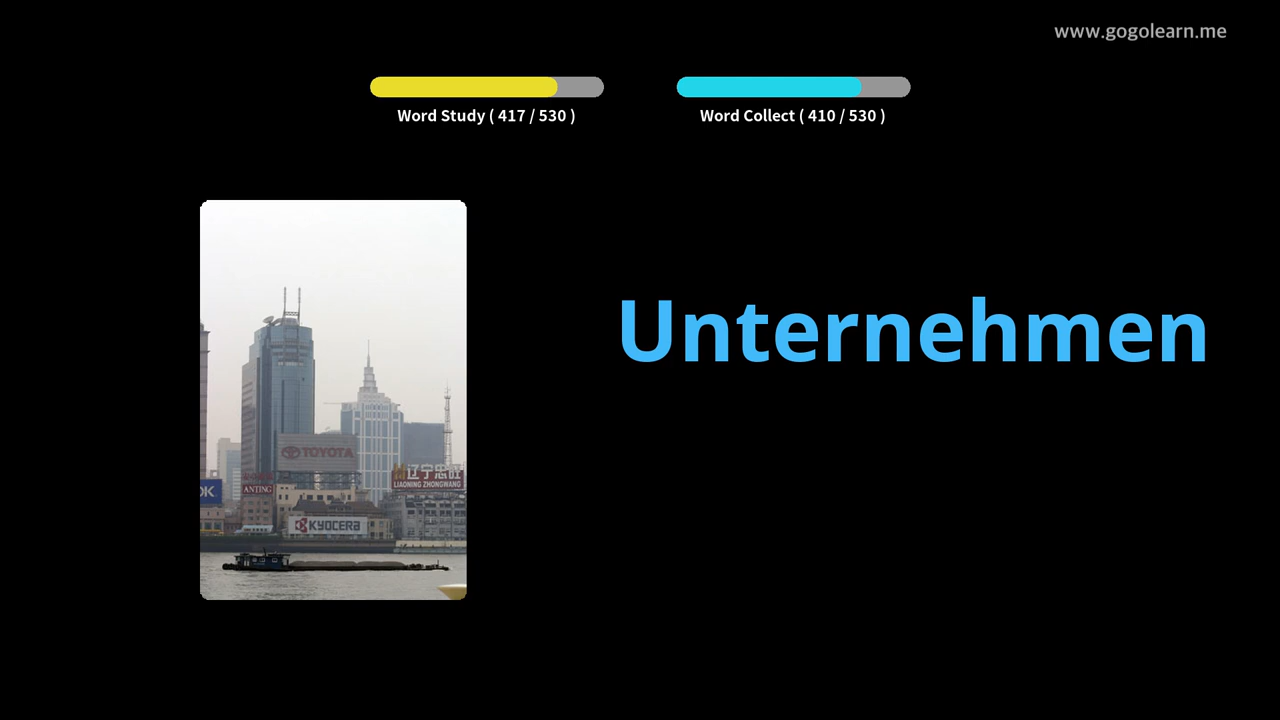 www.gogolearn.me
Word Study ( 417 / 530 )
Word Collect ( 410 / 530 )
Unternehmen
TOYOTA
辽宁忠旺
LIAONING ZHONGWANG
ANTING
KYOCERA